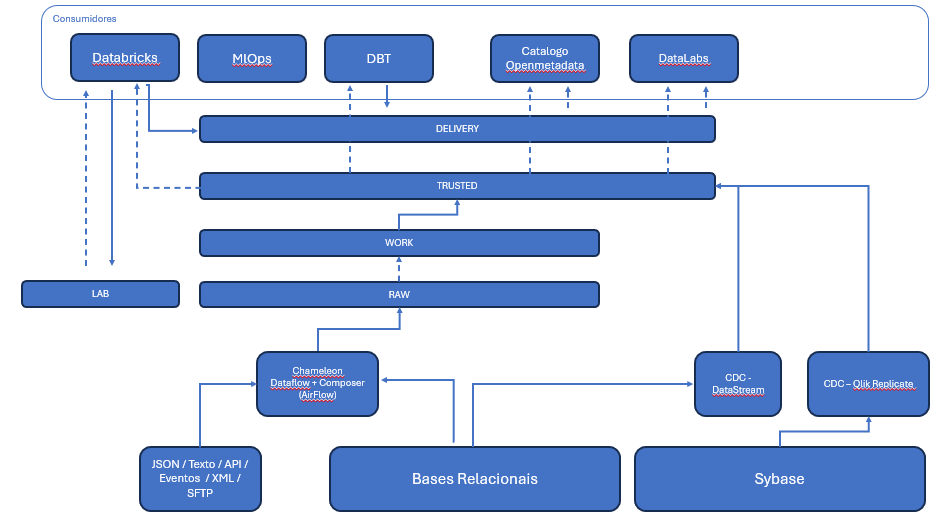 Consumidores
Databricks
MlOps
DBT
Catalogo
Openmetadata
DataLabs
DELIVERY
TRUSTED
WORK
RAW
LAB
Chameleon
Dataflow + Composer
(AirFlow)
CDC -
DataStream
CDC – Qlik Replicate
JSON / Texto / API /
Eventos / XML /
SFTP
Bases Relacionais
Sybase